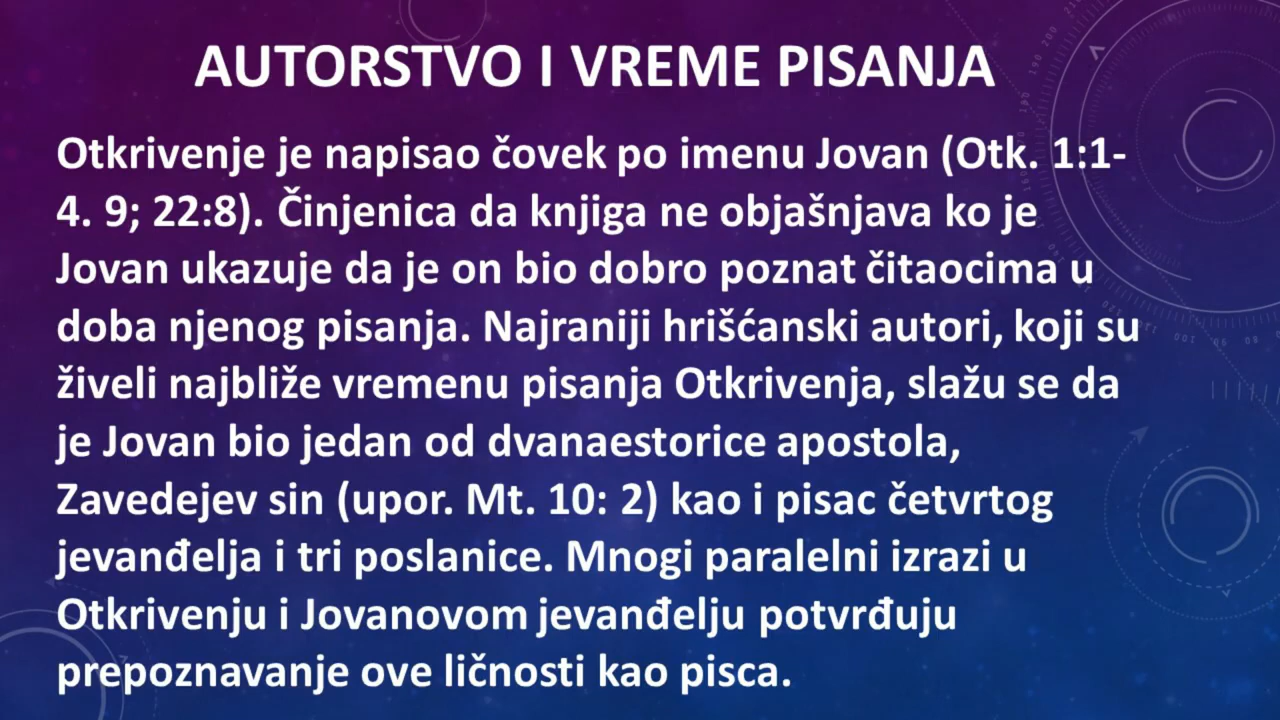 AUTORSTVO I VREME PISANJA
Otkrivenje je napisao čovek po imenu Jovan (Otk. 1:1-
4. 9; 22:8). Činjenica da knjiga ne objašnjava ko je
Jovan ukazuje da je on bio dobro poznat čitaocima u
doba njenog pisanja. Najraniji hrišćanski autori, koji su
živeli najbliže vremenu pisanja Otkrivenja, slažu se da
je Jovan bio jedan od dvanaestorice apostola,
Zavedejev sin (upor. Mt. 10: 2) kao i pisac četvrtog
jevanđelja i tri poslanice. Mnogi paralelni izrazi u
Otkrivenju i Jovanovom jevanđelju potvrđuju
prepoznavanje ove ličnosti kao pisca.